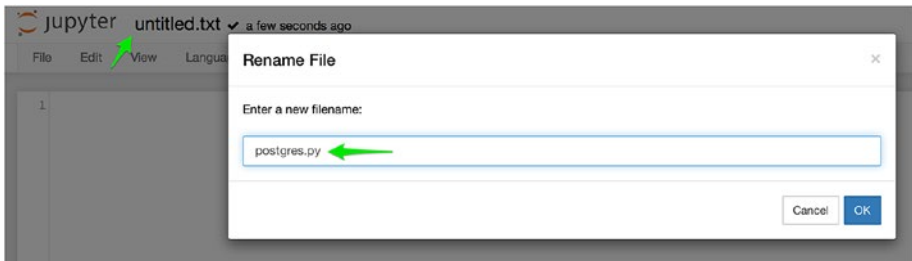 jupyter untitled.txt ✔ a few seconds ago
File Edit View Langua
Rename File ×
1
Enter a new filename:
postgres.py
Cancel OK